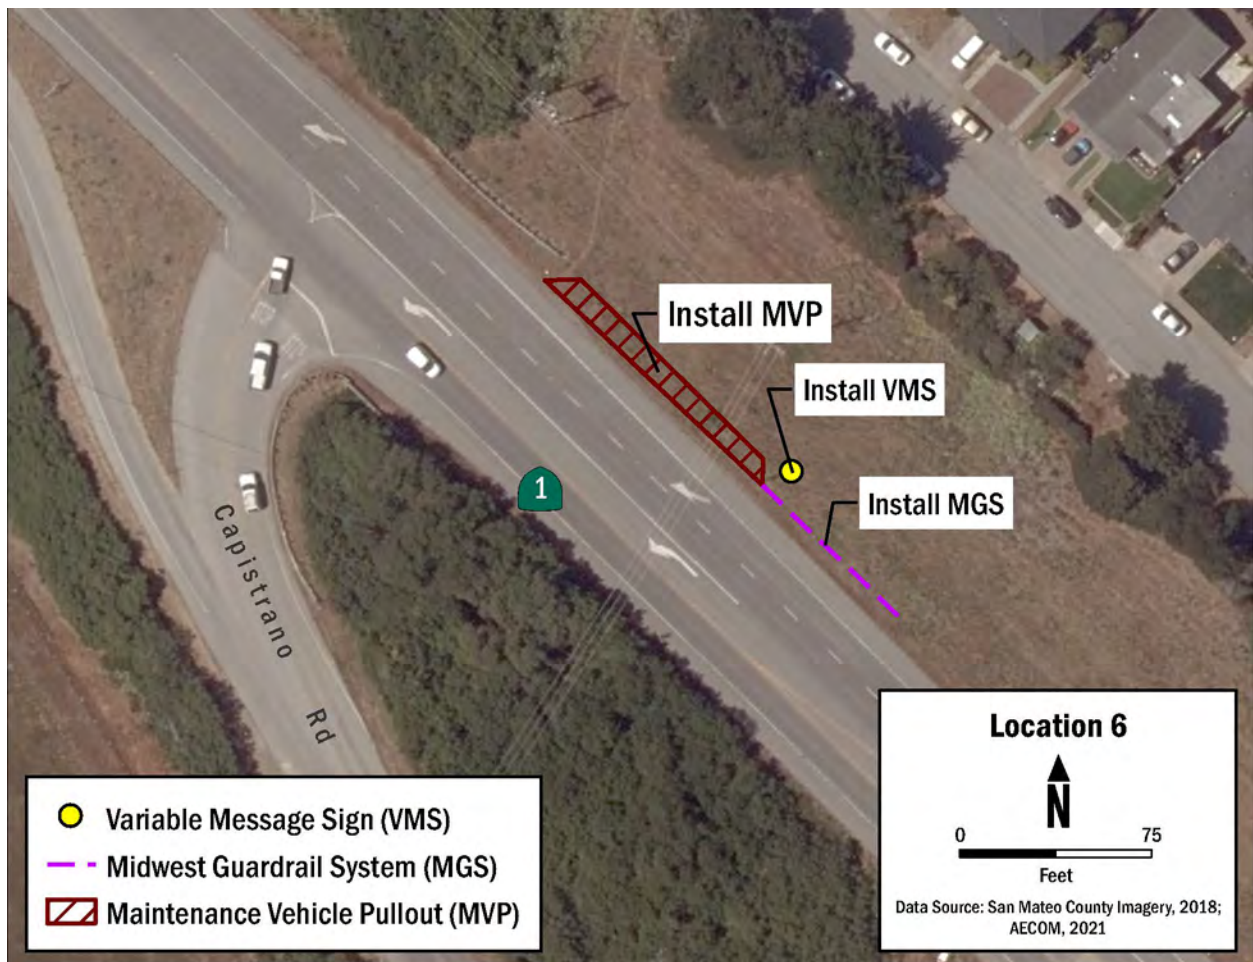 Install MVP
Install VMS
Install MGS
1
Capistrano Rd
Location 6
N
0 75
Feet
Data Source: San Mateo County Imagery, 2018;
AECOM, 2021
Variable Message Sign (VMS)
Midwest Guardrail System (MGS)
Maintenance Vehicle Pullout (MVP)